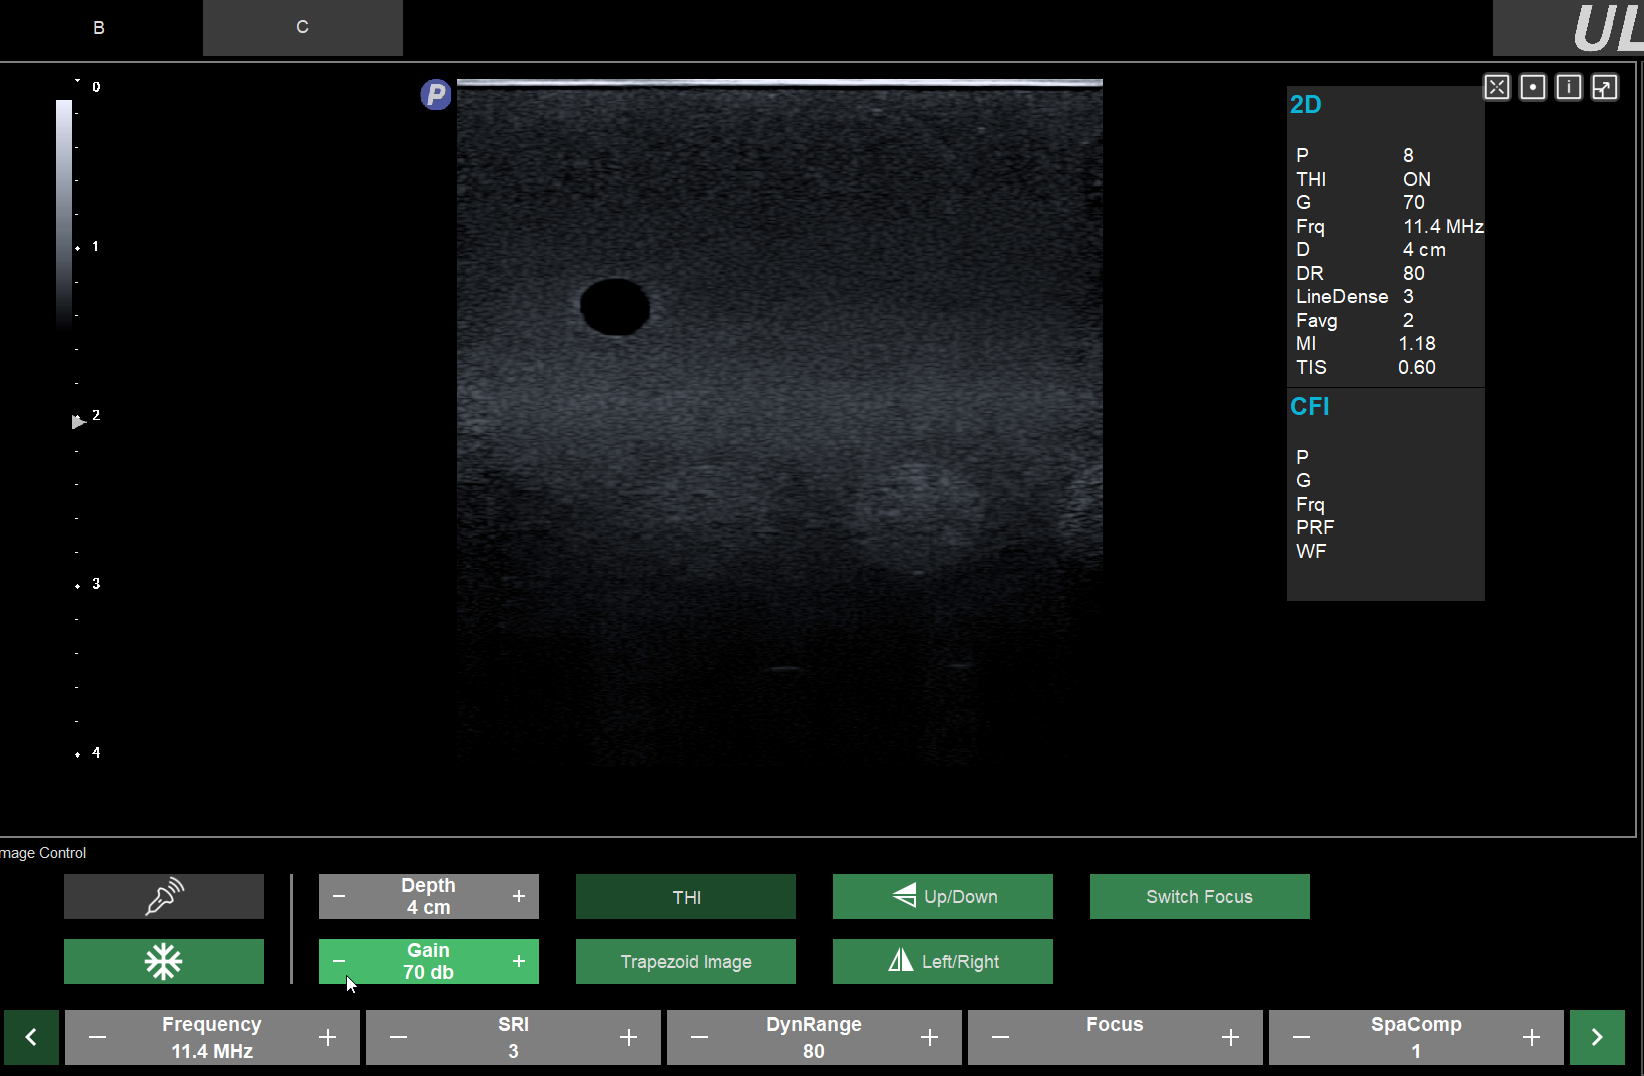 B
C
UL
P
0
1
2
3
4
2D
P 8
THI ON
G 70
Frq 11.4 MHz
D 4 cm
DR 80
LineDense 3
Favg 2
MI 1.18
TIS 0.60
CFI
P
G
Frq
PRF
WF
mage Control
Depth
4 cm
THI
Up/Down
Switch Focus
Gain
70 db
Trapezoid Image
Left/Right
Frequency
11.4 MHz
SRI
3
DynRange
80
Focus
SpaComp
1